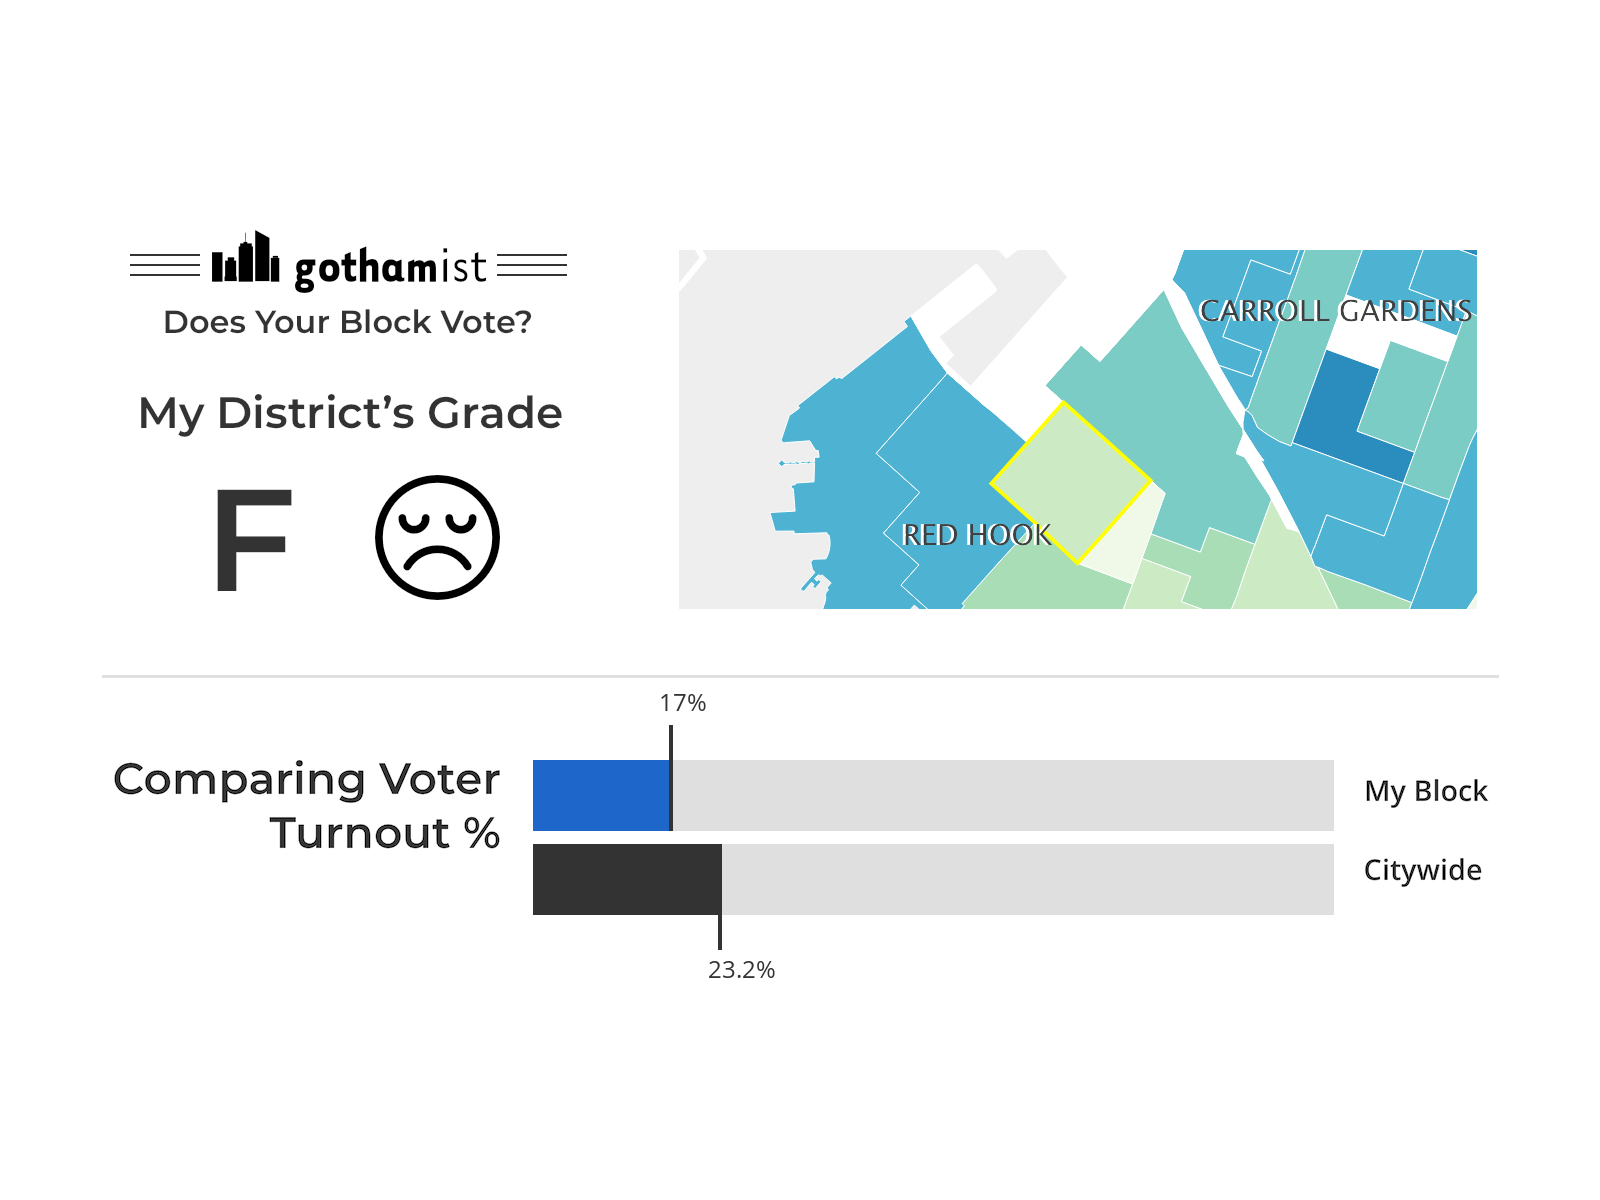 gothamist
Does Your Block Vote?
My District’s Grade
F
CARROLL GARDENS
RED HOOK
17%
Comparing Voter
Turnout %
My Block
Citywide
23.2%